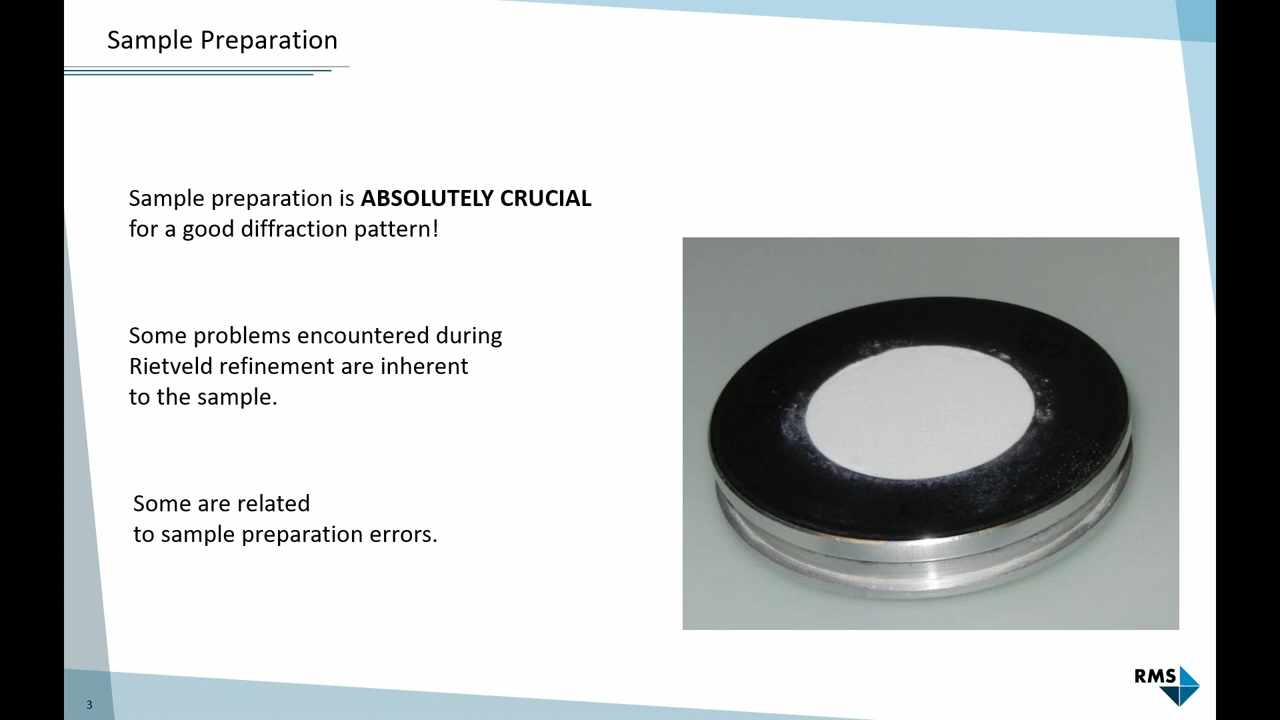 Sample Preparation
Sample preparation is ABSOLUTELY CRUCIAL
for a good diffraction pattern!
Some problems encountered during
Rietveld refinement are inherent
to the sample.
Some are related
to sample preparation errors.
RMS
3